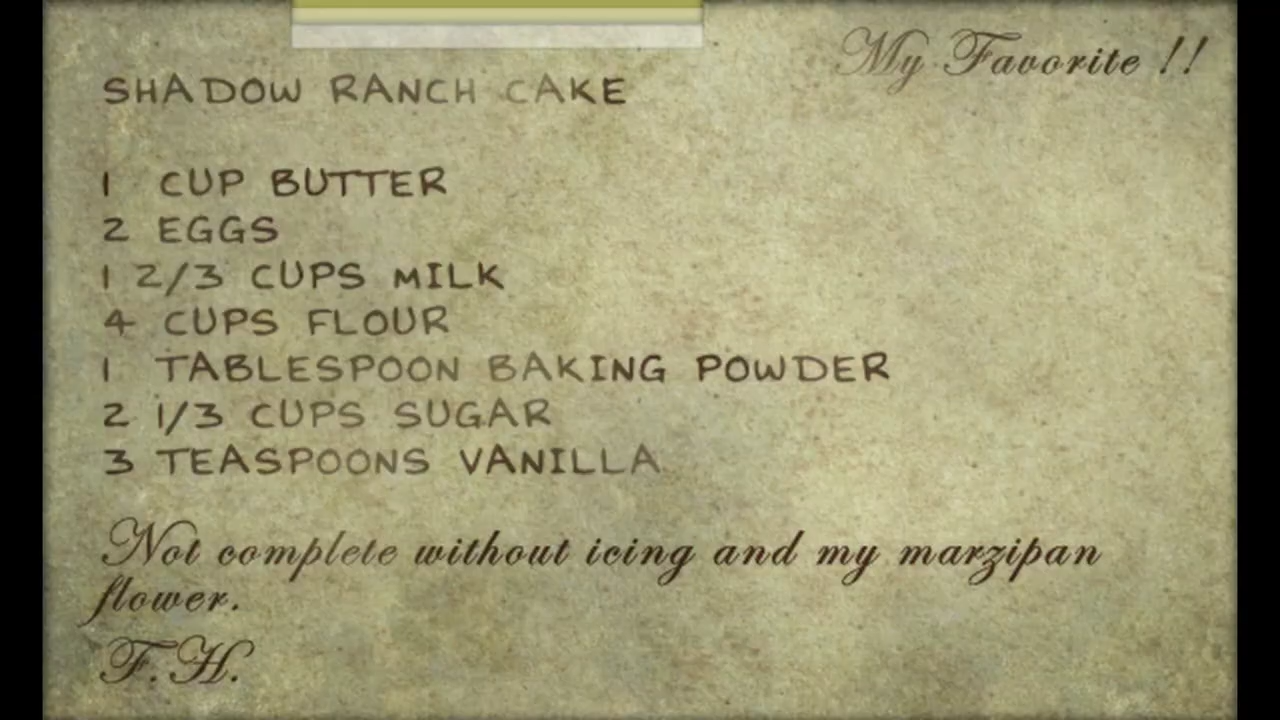 My Favorite !!
SHADOW RANCH CAKE
1 CUP BUTTER
2 EGGS
1 2/3 CUPS MILK
4 CUPS FLOUR
1 TABLESPOON BAKING POWDER
2 1/3 CUPS SUGAR
3 TEASPOONS VANILLA
Not complete without icing and my marzipan
flower.
F.H.